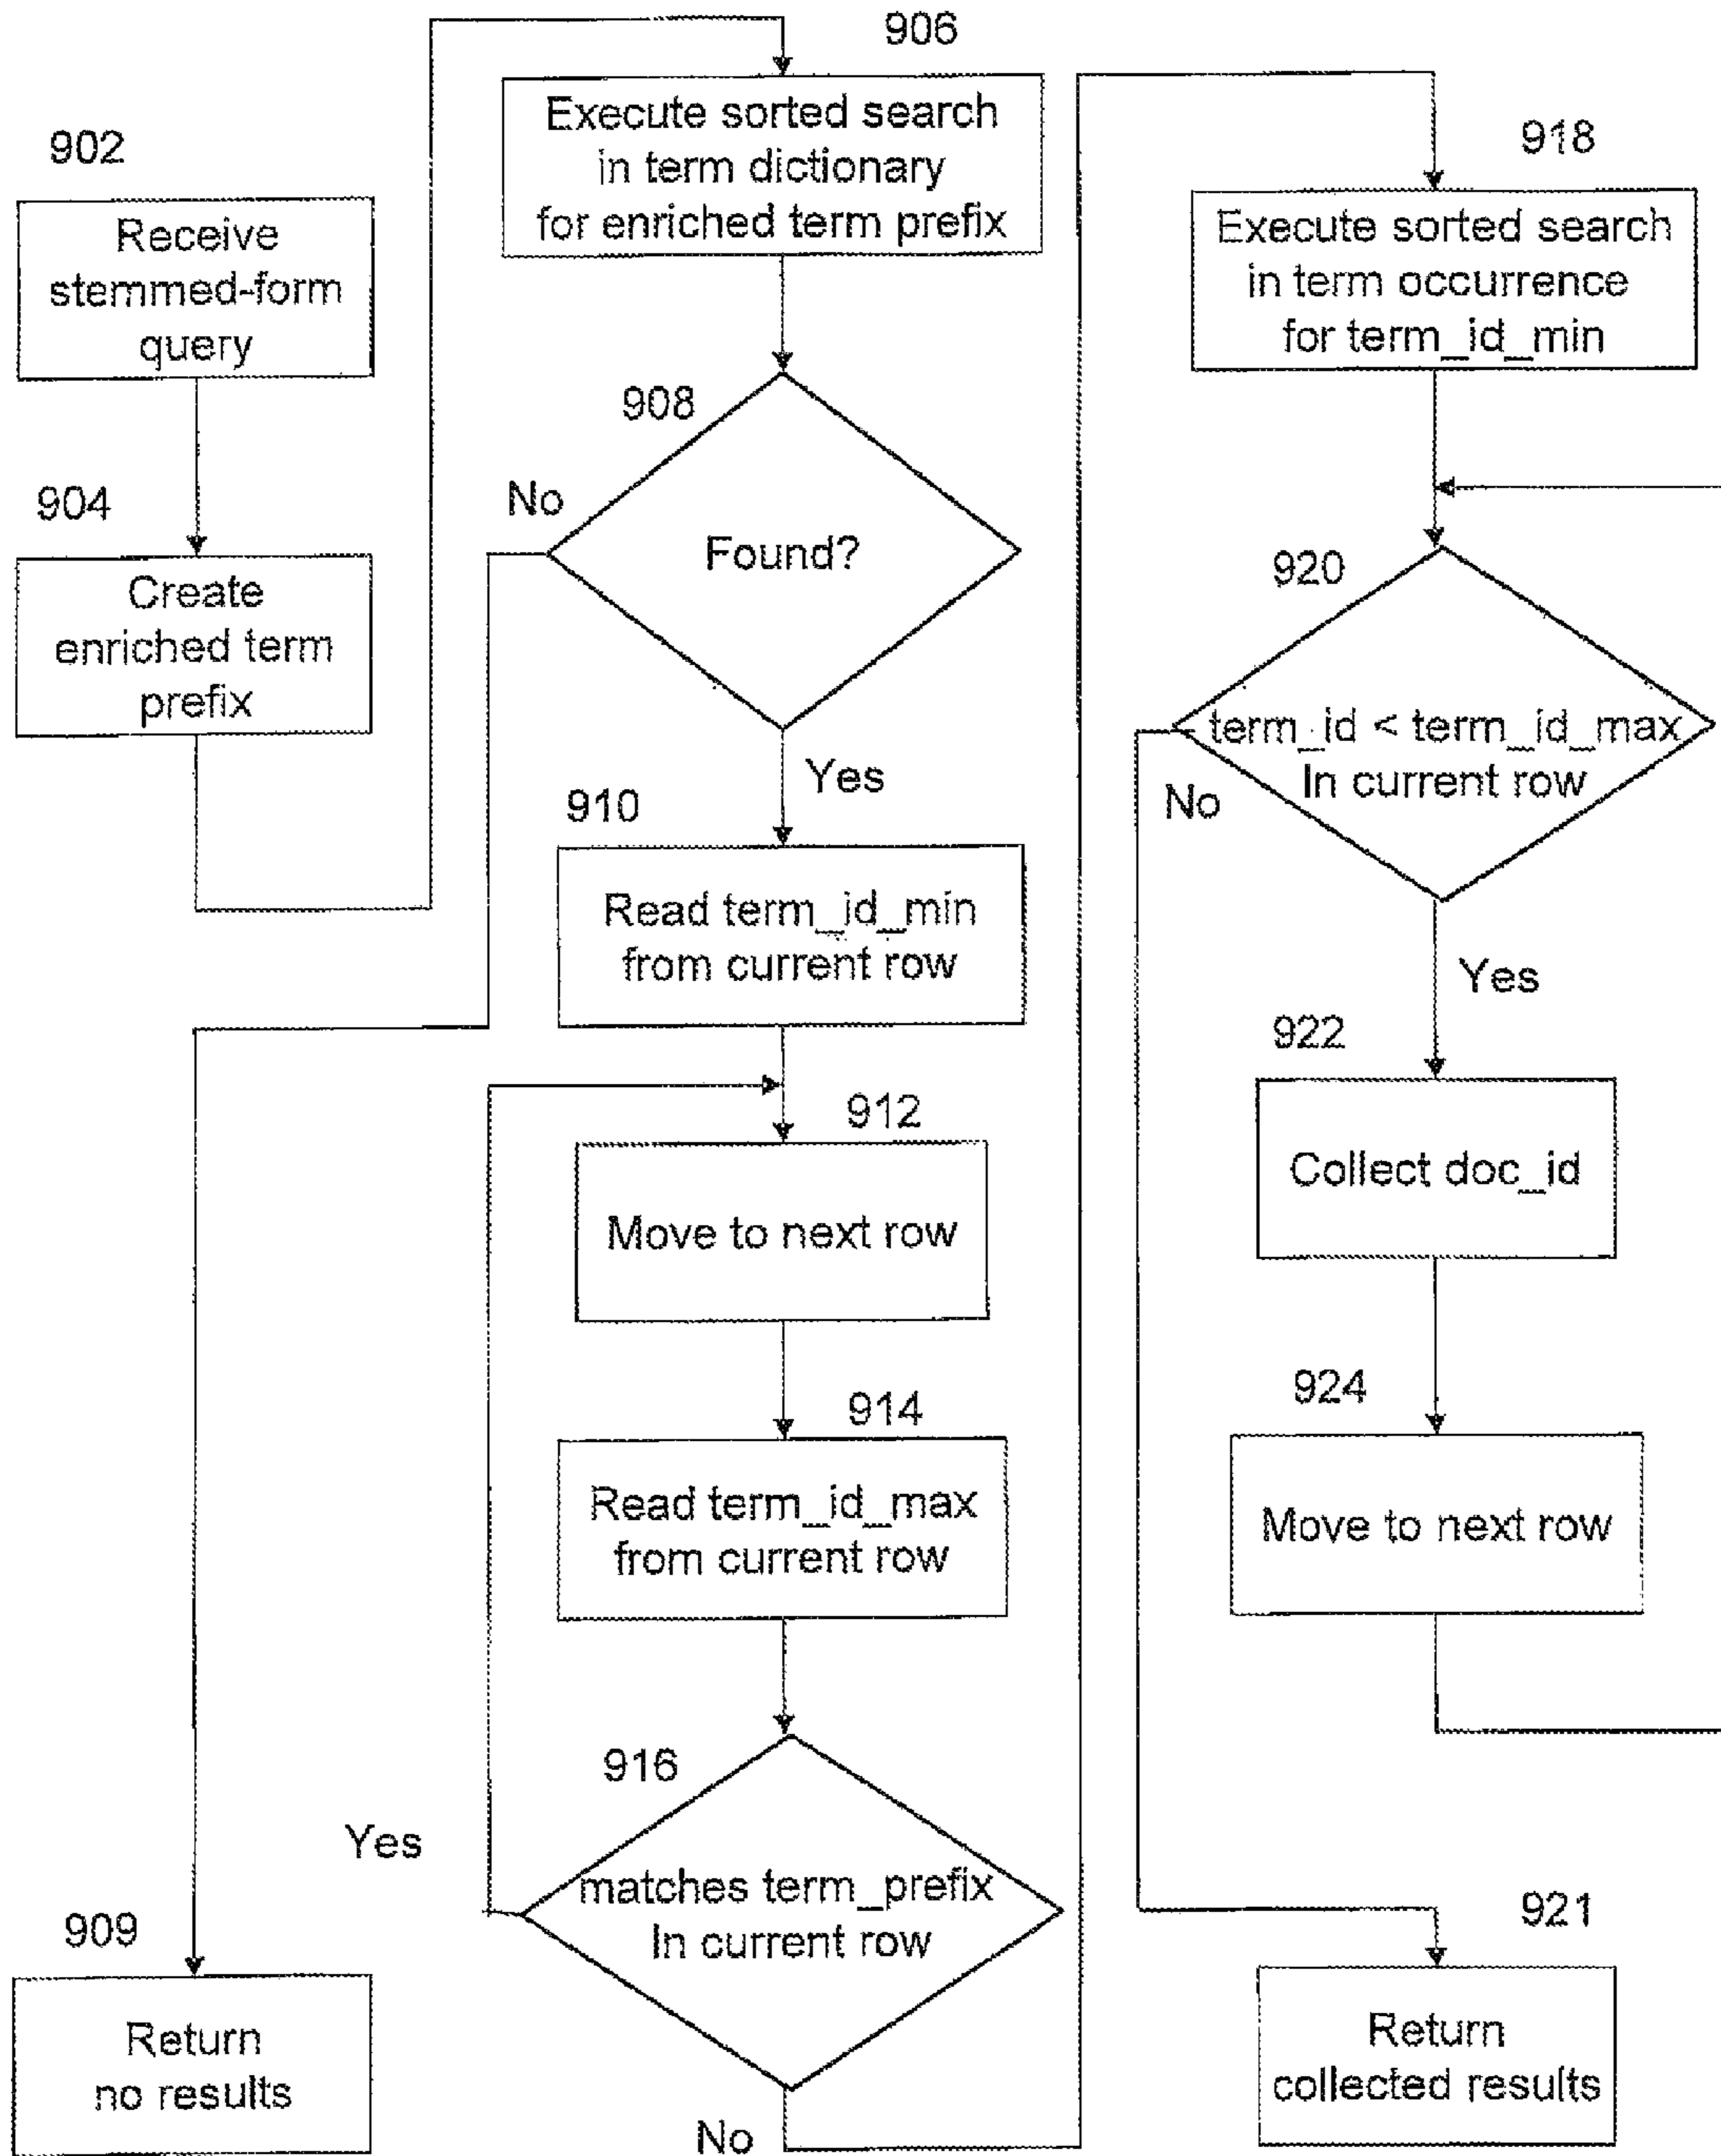 902
Receive
stemmed-form
query
904
Create
enriched term
prefix
906
Execute sorted search
in term dictionary
for enriched term prefix
908
Found?
No
Yes
909
Return
no results
910
Read term_id_min
from current row
912
Move to next row
914
Read term_id_max
from current row
916
matches term_prefix
In current row
Yes
No
918
Execute sorted search
in term occurrence
for term_id_min
920
term_id < term_id_max
In current row
No
Yes
922
Collect doc_id
924
Move to next row
921
Return
collected results